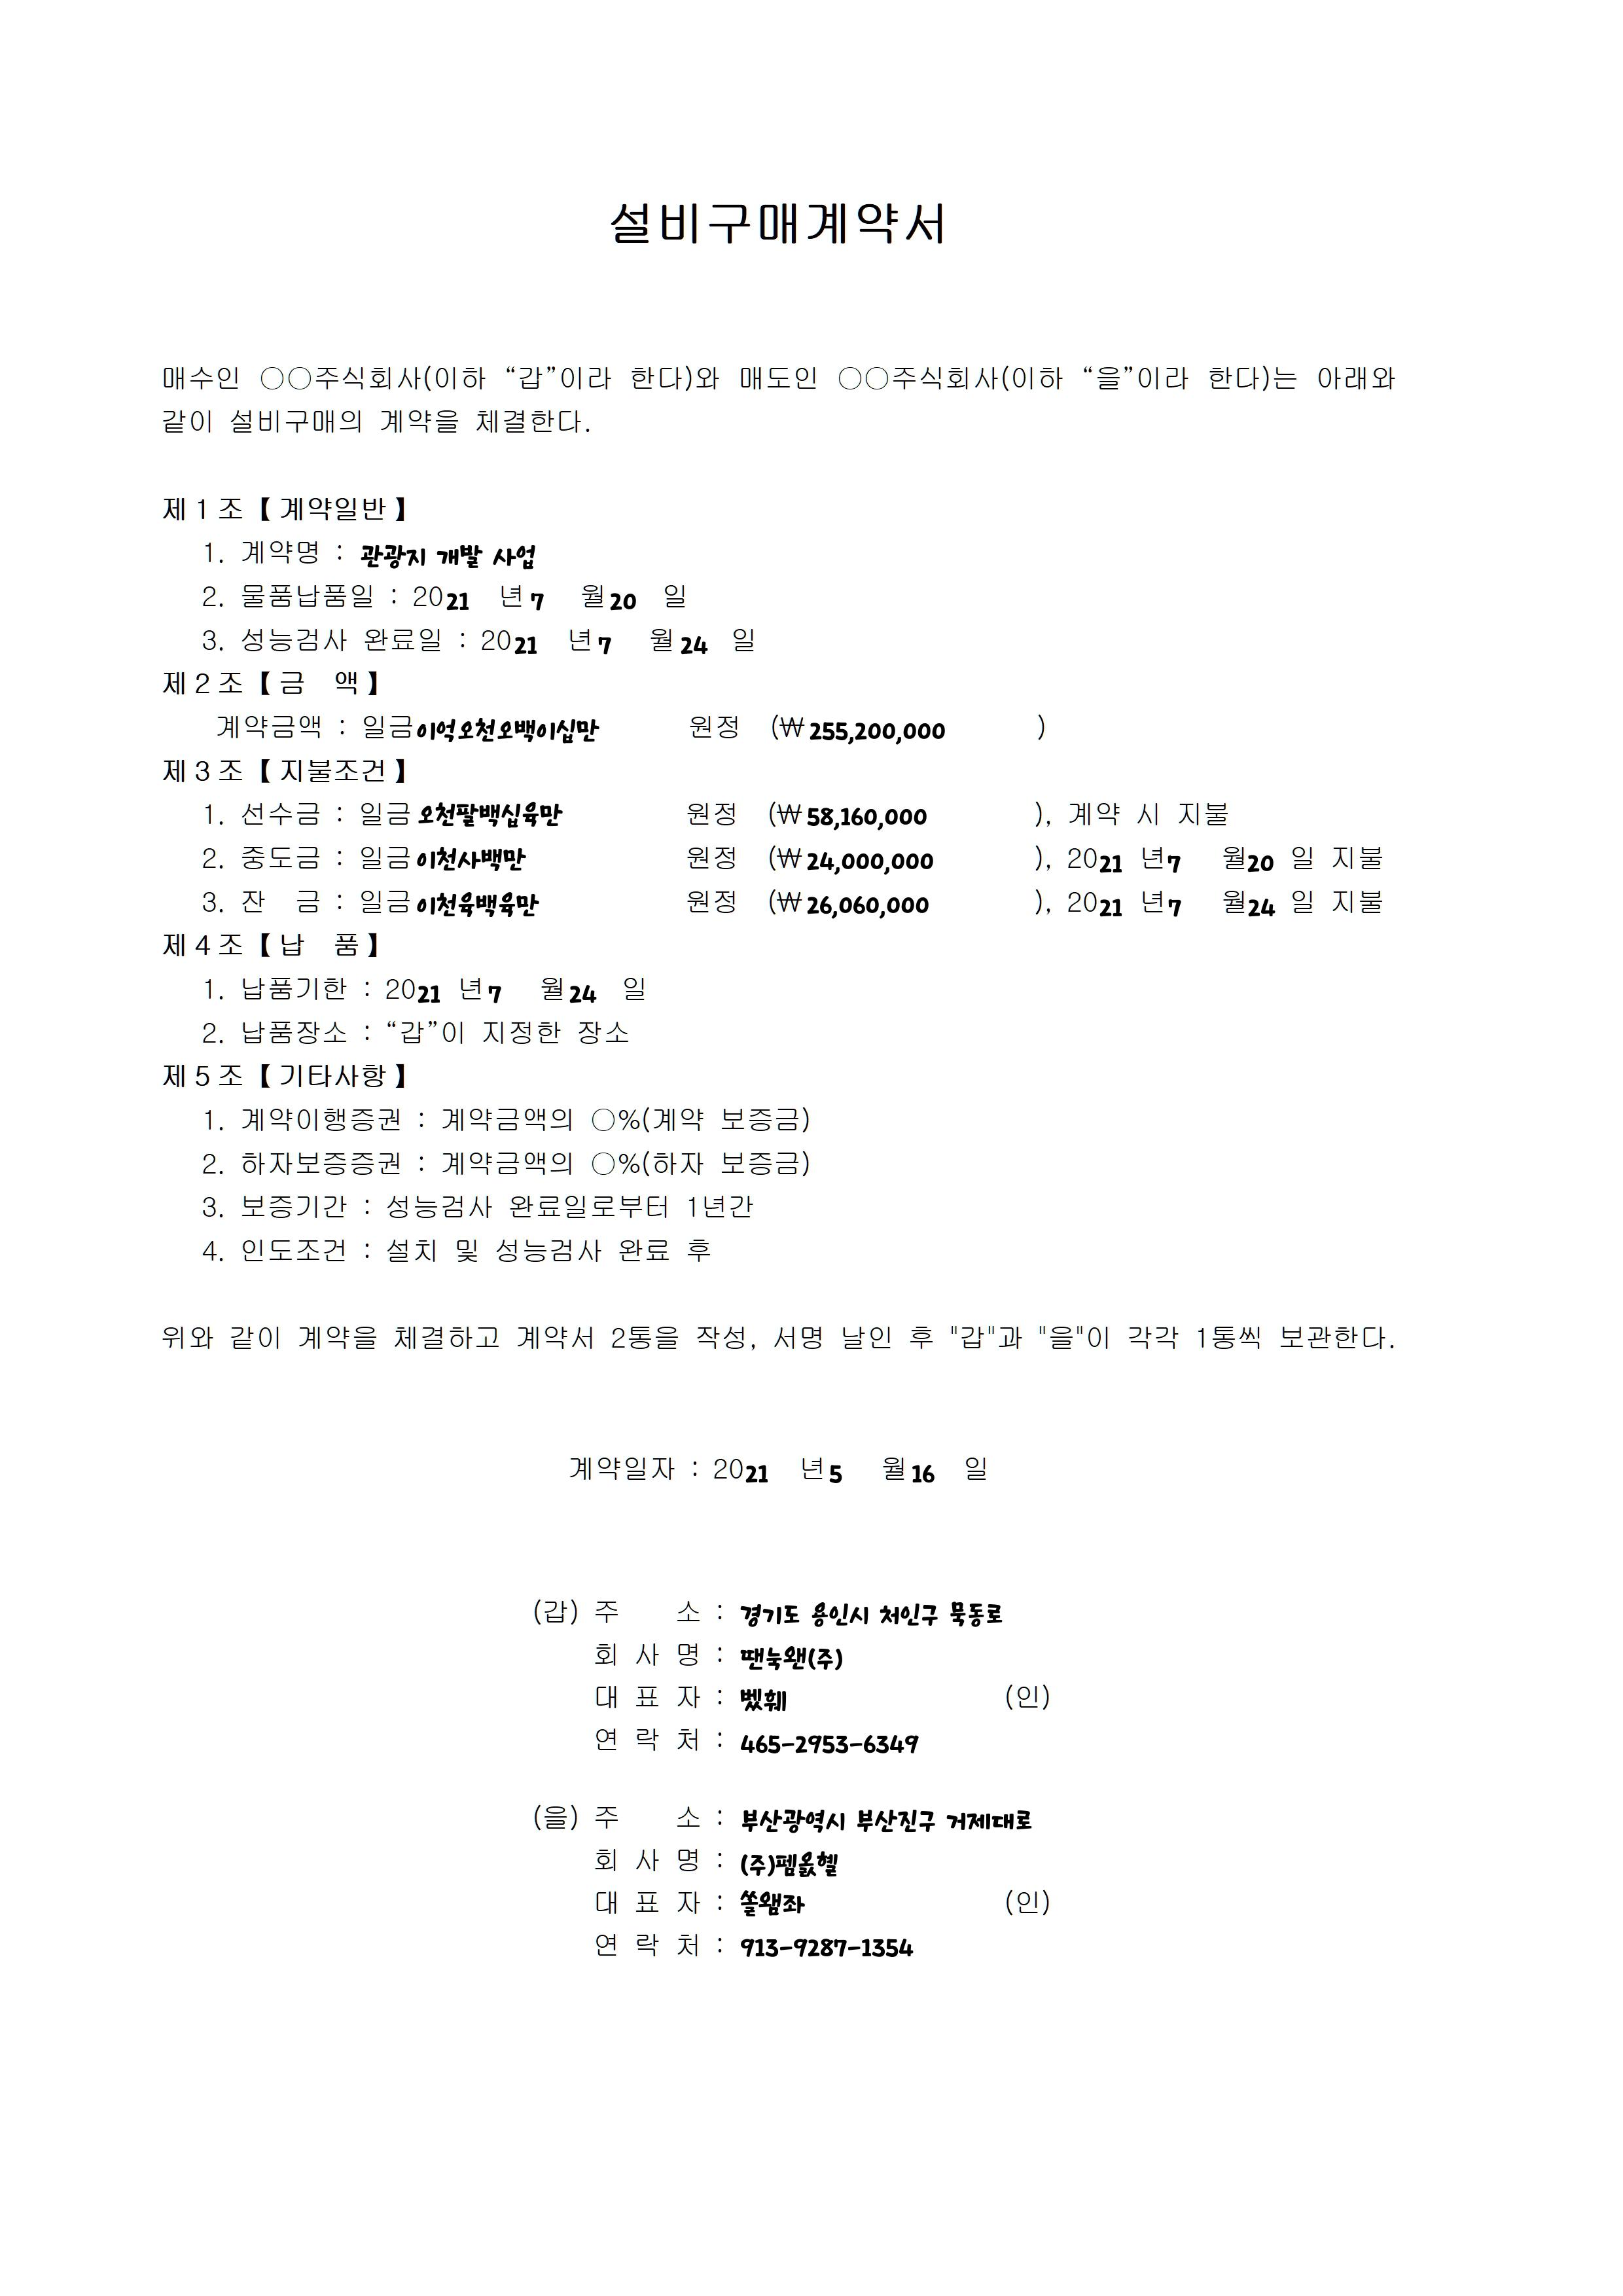 설비구매계약서
매수인 ○○주식회사(이하 “갑”이라 한다)와 매도인 ○○주식회사(이하 “을”이라 한다)는 아래와
같이 설비구매의 계약을 체결한다.
제 1 조 【 계약일반 】
1. 계약명 : 관광지 개발 사업
2. 물품납품일 : 2021 년 7 월 20 일
3. 성능검사 완료일 : 2021 년 7 월 24 일
제 2 조 【 금 액 】
계약금액 : 일금 이억오천오백이십만 원정 (₩ 255,200,000 )
제 3 조 【 지불조건 】
1. 선수금 : 일금 오천팔백십육만 원정 (₩ 58,160,000 ), 계약 시 지불
2. 중도금 : 일금 이천사백만 원정 (₩ 24,000,000 ), 2021 년 7 월 20 일 지불
3. 잔 금 : 일금 이천육백육만 원정 (₩ 26,060,000 ), 2021 년 7 월 24 일 지불
제 4 조 【 납 품 】
1. 납품기한 : 2021 년 7 월 24 일
2. 납품장소 : “갑”이 지정한 장소
제 5 조 【 기타사항 】
1. 계약이행증권 : 계약금액의 ○%(계약 보증금)
2. 하자보증증권 : 계약금액의 ○%(하자 보증금)
3. 보증기간 : 성능검사 완료일로부터 1년간
4. 인도조건 : 설치 및 성능검사 완료 후
위와 같이 계약을 체결하고 계약서 2통을 작성, 서명 날인 후 "갑"과 "을"이 각각 1통씩 보관한다.
계약일자 : 2021 년 5 월 16 일
(갑) 주 소 : 경기도 용인시 처인구 묵동로
회 사 명 : 땐눅왠(주)
대 표 자 : (인)
연 락 처 : 465-2953-6349
(을) 주 소 : 부산광역시 부산진구 거제대로
회 사 명 :
대 표 자 : 쏠왬좌 (인)
연 락 처 : 913-9287-1354